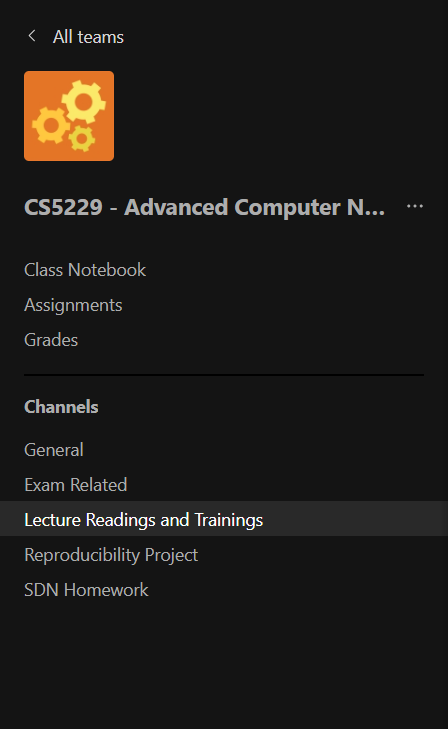 All teams
CS5229 - Advanced Computer N...
Class Notebook
Assignments
Grades
Channels
General
Exam Related
Lecture Readings and Trainings
Reproducibility Project
SDN Homework